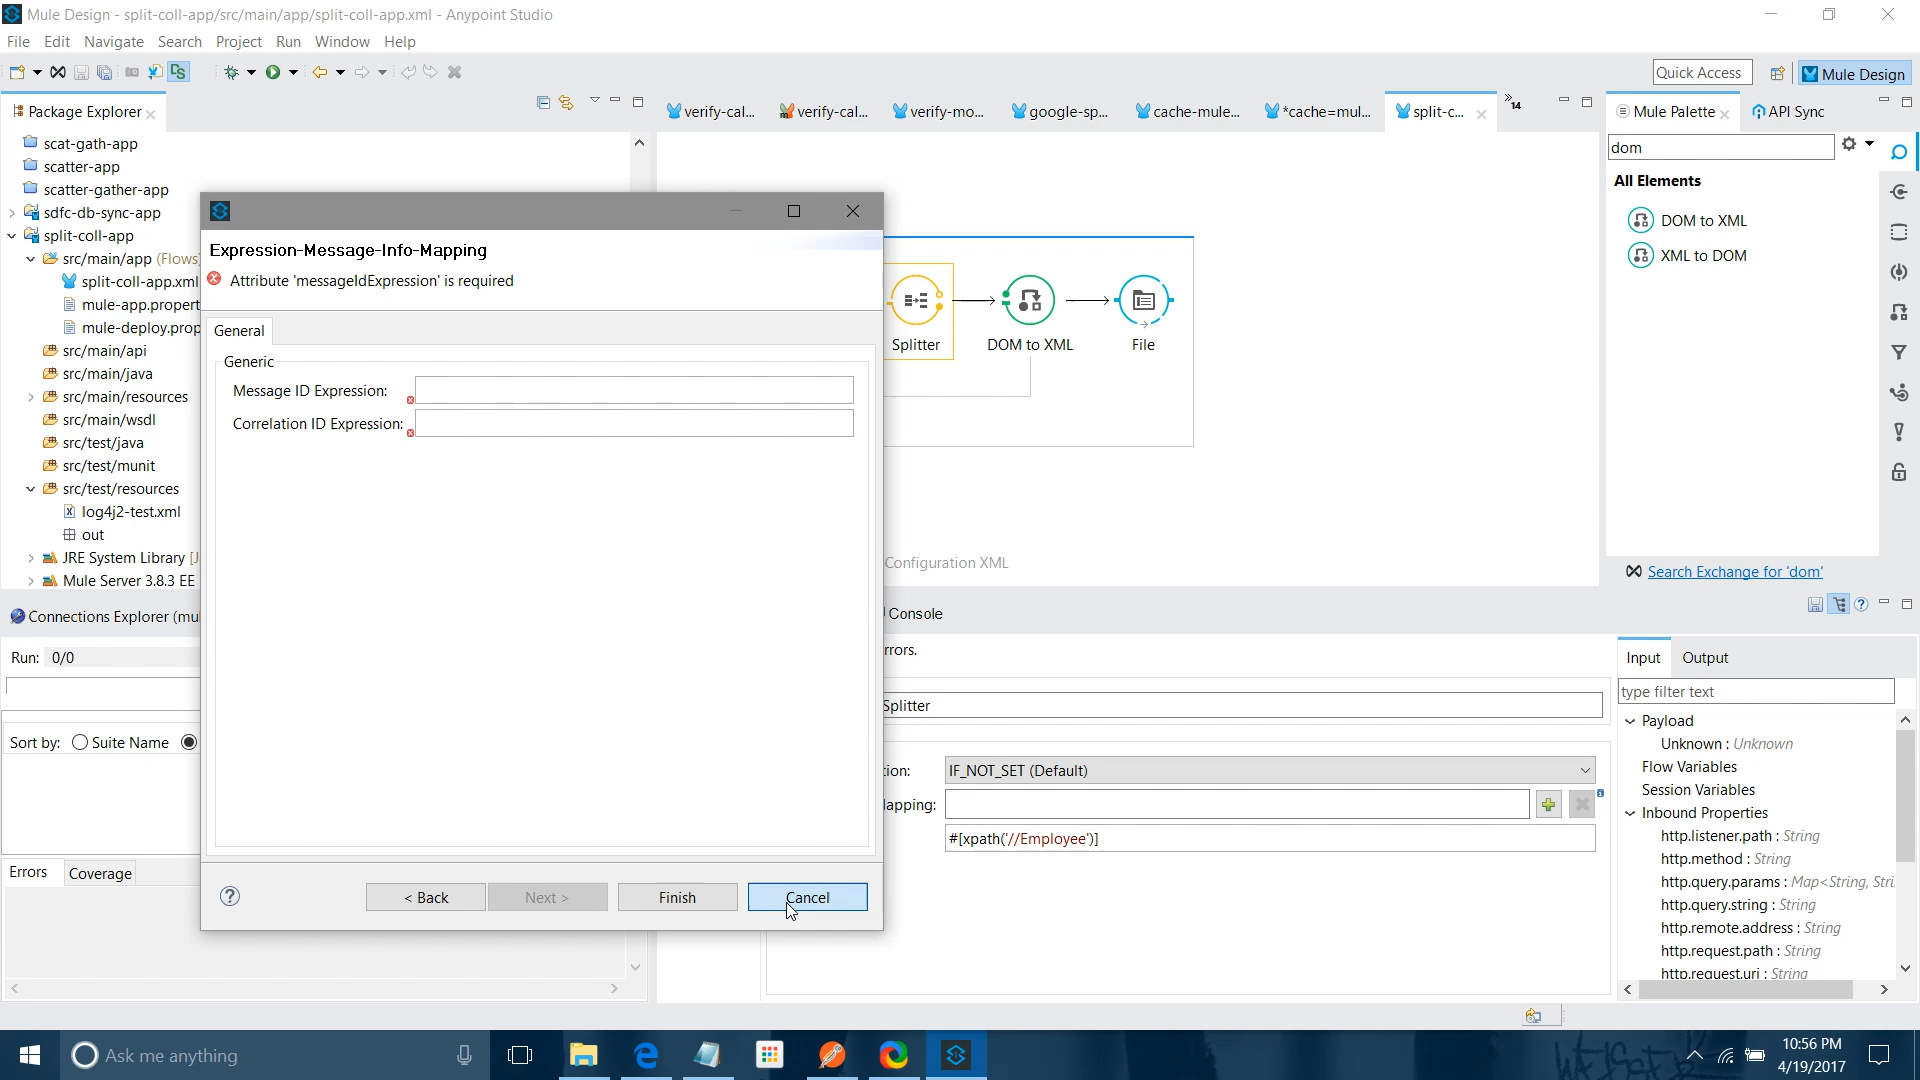 Mule Design - split-coll-app/src/main/app/split-coll-app.xml - Anypoint Studio
File Edit Navigate Search Project Run Window Help
Quick Access
Mule Design
Package Explorer
verify-cal...
verify-cal...
verify-mo...
google-sp...
cache-mule...
*cache=mul...
split-c...
14
Mule Palette
API Sync
scat-gath-app
scatter-app
scatter-gather-app
sdfc-db-sync-app
split-coll-app
src/main/app (Flows
split-coll-app.xml
mule-app.propert
mule-deploy.prop
src/main/api
src/main/java
src/main/resources
src/main/wsdl
src/test/java
src/test/munit
src/test/resources
log4j2-test.xml
out
JRE System Library [J
Mule Server 3.8.3 EE
Expression-Message-Info-Mapping
Attribute 'messageIdExpression' is required
General
Generic
Message ID Expression:
Correlation ID Expression:
< Back
Next >
Finish
Cancel
Splitter
DOM to XML
File
Configuration XML
dom
All Elements
DOM to XML
XML to DOM
Search Exchange for 'dom'
Connections Explorer (mu
Run: 0/0
Sort by: Suite Name
Errors
Coverage
Console
rrors.
Splitter
tion:
IF_NOT_SET (Default)
lapping:
#[xpath('//Employee')]
Input
Output
type filter text
Payload
Unknown : Unknown
Flow Variables
Session Variables
Inbound Properties
http.listener.path : String
http.method : String
http.query.params : Map<String, Stri
http.query.string : String
http.remote.address : String
http.request.path : String
http.request.uri : String
Ask me anything
10:56 PM
4/19/2017